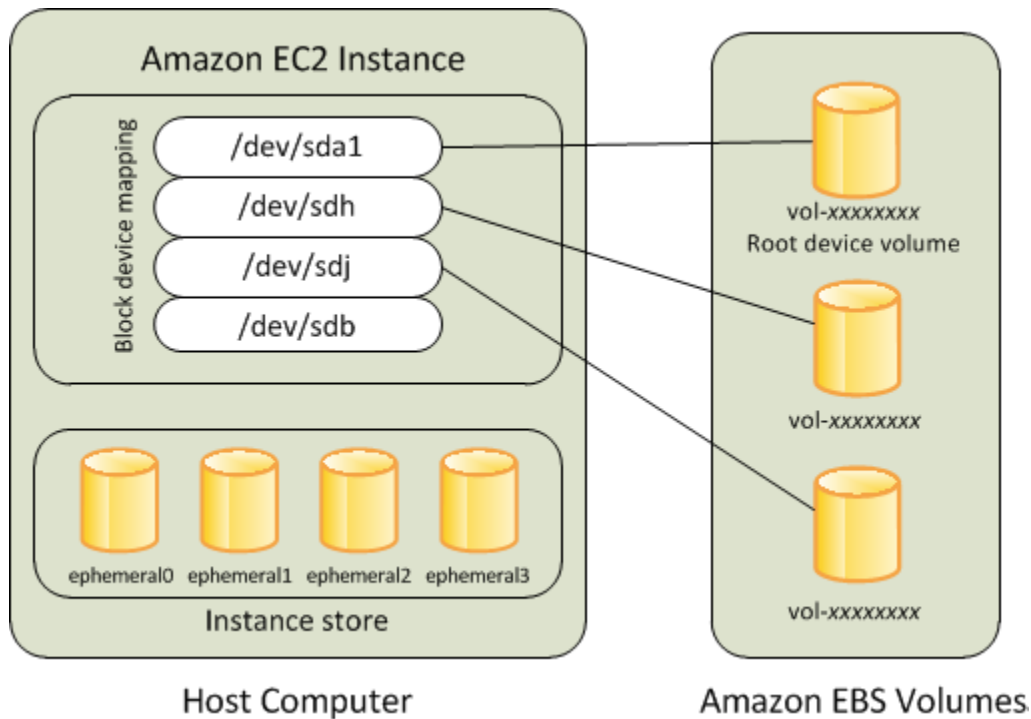 Amazon EC2 Instance
Block device mapping
/dev/sda1
/dev/sdh
/dev/sdj
/dev/sdb
ephemeral0 ephemeral1 ephemeral2 ephemeral3
Instance store
Host Computer
vol-xxxxxxxx
Root device volume
vol-xxxxxxxx
vol-xxxxxxxx
Amazon EBS Volumes